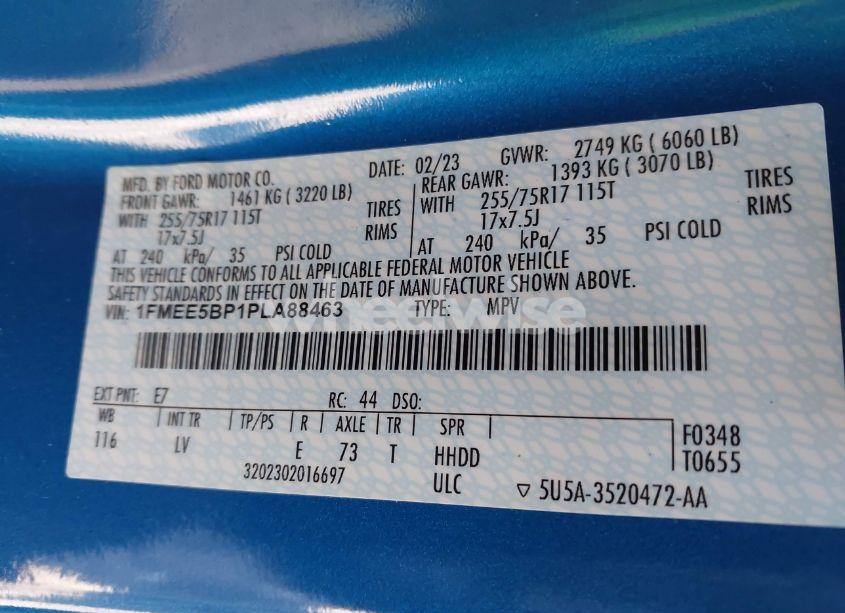 MFD. BY FORD MOTOR CO. DATE: 02/23 GVWR: 2749 KG ( 6060 LB)
FRONT GAWR: 1461 KG ( 3220 LB) REAR GAWR: 1393 KG ( 3070 LB)
WITH 255/75R17 115T TIRES WITH 255/75R17 115T TIRES
17x7.5J RIMS 17x7.5J RIMS
AT 240 kPa/ 35 PSI COLD AT 240 kPa/ 35 PSI COLD
THIS VEHICLE CONFORMS TO ALL APPLICABLE FEDERAL MOTOR VEHICLE
SAFETY STANDARDS IN EFFECT ON THE DATE OF MANUFACTURE SHOWN ABOVE.
VIN: 1FMEE5BP1PLA88463 TYPE: MPV
wheelwise
EXT PNT: E7 RC: 44 DSO:
WB INT TR TP/PS R AXLE TR SPR
116 LV E 73 T HHDD F0348
T0655
3202302016697 ULC 5U5A-3520472-AA